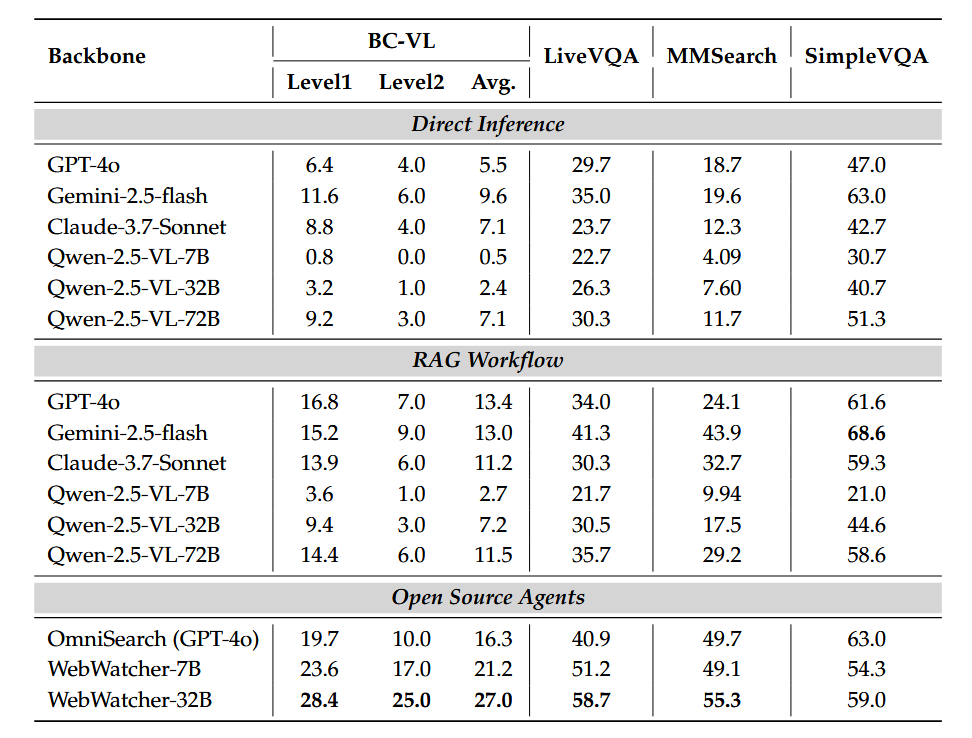 Backbone BC-VL LiveVQA MMSearch SimpleVQA
Level1 Level2 Avg.
Direct Inference
GPT-4o 6.4 4.0 5.5 29.7 18.7 47.0
Gemini-2.5-flash 11.6 6.0 9.6 35.0 19.6 63.0
Claude-3.7-Sonnet 8.8 4.0 7.1 23.7 12.3 42.7
Qwen-2.5-VL-7B 0.8 0.0 0.5 22.7 4.09 30.7
Qwen-2.5-VL-32B 3.2 1.0 2.4 26.3 7.60 40.7
Qwen-2.5-VL-72B 9.2 3.0 7.1 30.3 11.7 51.3
RAG Workflow
GPT-4o 16.8 7.0 13.4 34.0 24.1 61.6
Gemini-2.5-flash 15.2 9.0 13.0 41.3 43.9 68.6
Claude-3.7-Sonnet 13.9 6.0 11.2 30.3 32.7 59.3
Qwen-2.5-VL-7B 3.6 1.0 2.7 21.7 9.94 21.0
Qwen-2.5-VL-32B 9.4 3.0 7.2 30.5 17.5 44.6
Qwen-2.5-VL-72B 14.4 6.0 11.5 35.7 29.2 58.6
Open Source Agents
OmniSearch (GPT-4o) 19.7 10.0 16.3 40.9 49.7 63.0
WebWatcher-7B 23.6 17.0 21.2 51.2 49.1 54.3
WebWatcher-32B 28.4 25.0 27.0 58.7 55.3 59.0